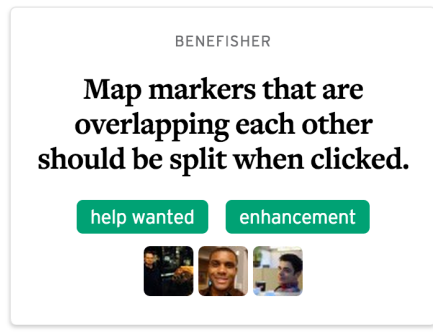 BENEFISHER
Map markers that are
overlapping each other
should be split when clicked.
help wanted enhancement